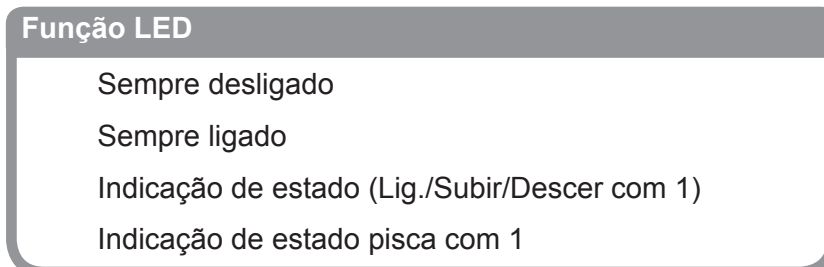 Função LED
Sempre desligado
Sempre ligado
Indicação de estado (Lig./Subir/Descer com 1)
Indicação de estado pisca com 1